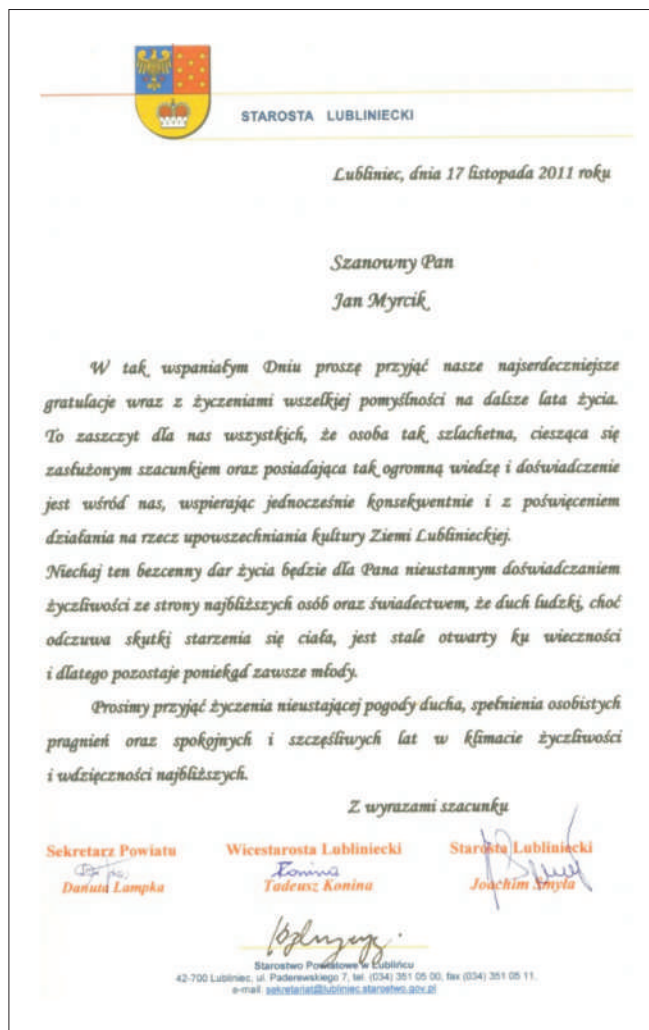 STAROSTA LUBLINIECKI
Lubliniec, dnia 17 listopada 2011 roku
Szanowny Pan
Jan Myrcik
W tak wspaniałym Dniu proszę przyjąć nasze najserdeczniejsze
gratulacje wraz z życzeniami wszelkiej pomyślności na dalsze lata życia.
To zaszczyt dla nas wszystkich, że osoba tak szlachetna, ciesząca się
zasłużonym szacunkiem oraz posiadająca tak ogromną wiedzę i doświadczenie
jest wśród nas, wspierając jednocześnie konsekwentnie i z poświęceniem
działania na rzecz upowszechniania kultury Ziemi Lublinieckiej.
Niechaj ten bezcenny dar życia będzie dla Pana nieustannym doświadczaniem
życzliwości ze strony najbliższych osób oraz świadectwem, że duch ludzki, choć
odczuwa skutki starzenia się ciała, jest stale otwarty ku wieczności
i dlatego pozostaje poniekąd zawsze młody.
Prosimy przyjąć życzenia nieustającej pogody ducha, spełnienia osobistych
pragnień oraz spokojnych i szczęśliwych lat w klimacie życzliwości
i wdzięczności najbliższych.
Z wyrazami szacunku
Sekretarz Powiatu Wicestarosta Lubliniecki Starosta Lubliniecki
Konina
Danuta Lampka Tadeusz Konina Joachim Smyła
Starostwo Powiatowe w Lublińcu
42-700 Lubliniec, ul. Paderewskiego 7, tel. (034) 351 05 00, fax (034) 351 05 11,
e-mail: sekretariat@lubliniec.starostwo.gov.pl